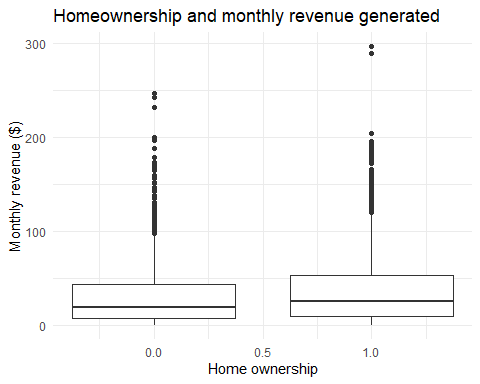 Homeownership and monthly revenue generated
Monthly revenue ($)
300
200
100
0
0.0 0.5 1.0
Home ownership